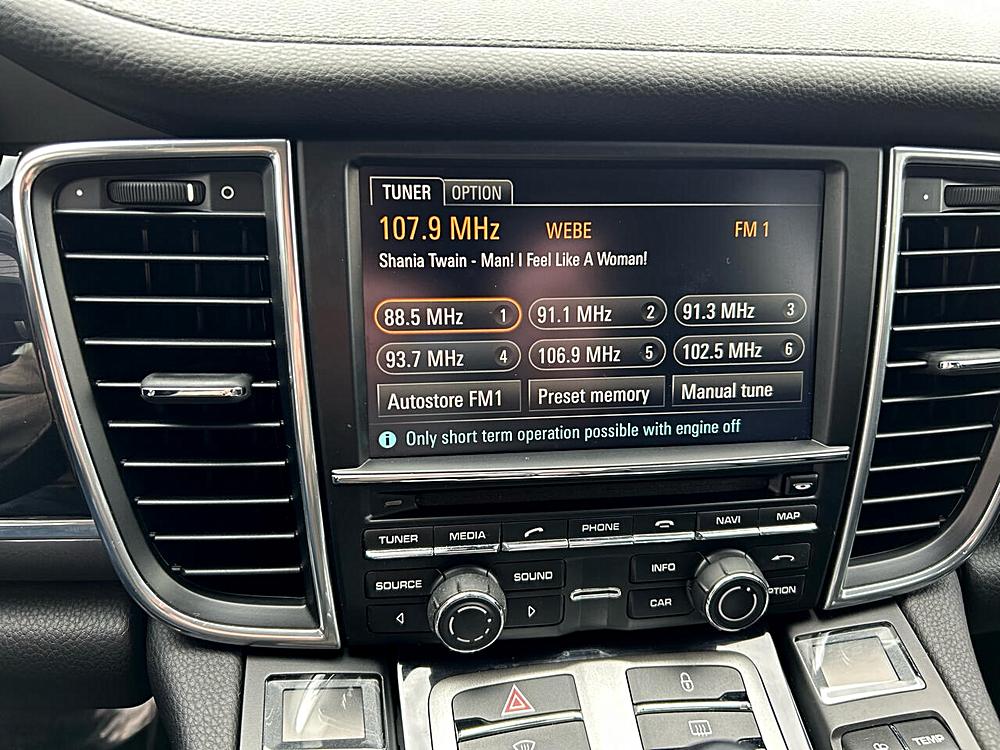 TUNER OPTION
107.9 MHz WEBE FM 1
Shania Twain - Man! I Feel Like A Woman!
88.5 MHz 1 91.1 MHz 2 91.3 MHz 3
93.7 MHz 4 106.9 MHz 5 102.5 MHz 6
Autostore FM1 Preset memory Manual tune
i Only short term operation possible with engine off
TUNER MEDIA PHONE NAVI MAP
SOURCE SOUND INFO
CAR PTION
TEMP